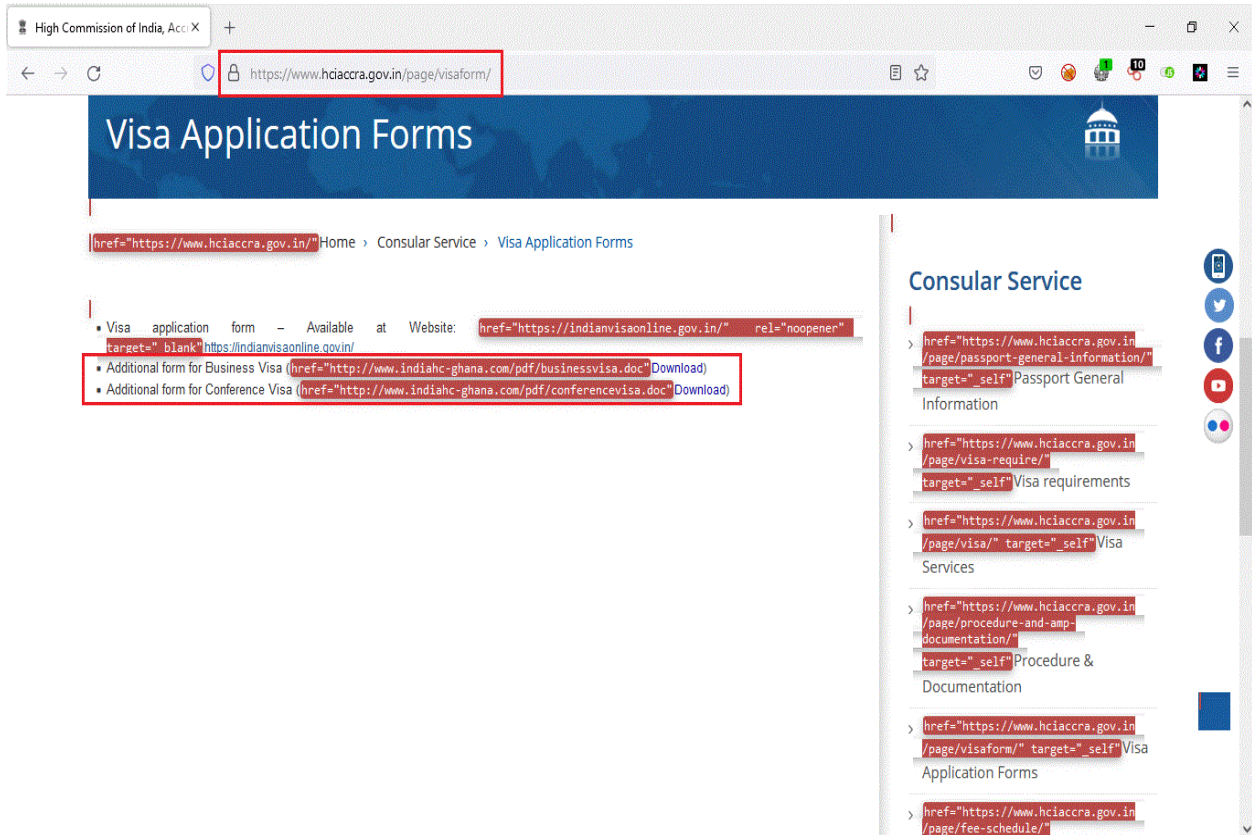 High Commission of India, Acc
https://www.hciaccra.gov.in/page/visaform/
1
10
Visa Application Forms
href="https://www.hciaccra.gov.in/" Home › Consular Service › Visa Application Forms
▪ Visa application form – Available at Website: href="https://indianvisaonline.gov.in/" rel="noopener"
target="_blank" https://indianvisaonline.gov.in/
▪ Additional form for Business Visa (href="http://www.indiahc-ghana.com/pdf/businessvisa.doc" Download)
▪ Additional form for Conference Visa (href="http://www.indiahc-ghana.com/pdf/conferencevisa.doc" Download)
Consular Service
href="https://www.hciaccra.gov.in
/page/passport-general-information/"
target="_self" Passport General
Information
href="https://www.hciaccra.gov.in
/page/visa-require/"
target="_self" Visa requirements
href="https://www.hciaccra.gov.in
/page/visa/" target="_self" Visa
Services
href="https://www.hciaccra.gov.in
/page/procedure-and-amp-
documentation/"
target="_self" Procedure &
Documentation
href="https://www.hciaccra.gov.in
/page/visaform/" target="_self" Visa
Application Forms
href="https://www.hciaccra.gov.in
/page/fee-schedule/"